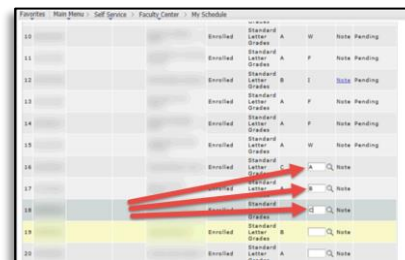 Favorites Main Menu > Self Service > Faculty Center > My Schedule
Grades
10 Enrolled Standard Letter Grades A W Note Pending
11 Enrolled Standard Letter Grades A F Note Pending
12 Enrolled Standard Letter Grades B I Note Pending
13 Enrolled Standard Letter Grades A F Note Pending
14 Enrolled Standard Letter Grades A F Note Pending
15 Enrolled Standard Letter Grades A W Note Pending
16 Enrolled Standard Letter Grades C A Note
17 Enrolled Letter Grades B Note
18 Standard Grades Note
19 Enrolled Standard Letter Grades B Note
20 Enrolled Standard Letter A Note